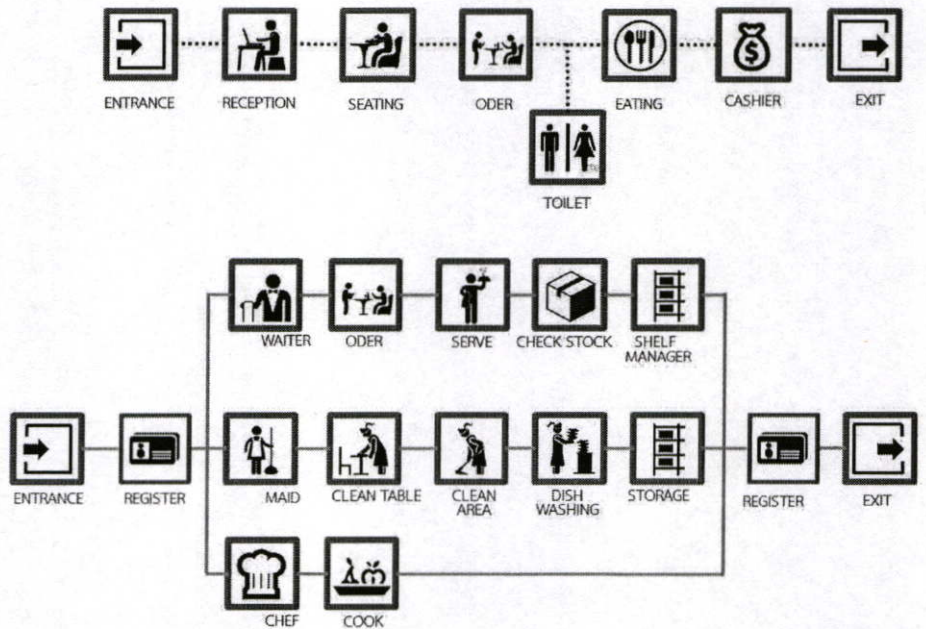 ENTRANCE RECEPTION SEATING ODER EATING CASHIER EXIT
TOILET
WAITER ODER SERVE CHECK STOCK SHELF
MANAGER
ENTRANCE REGISTER MAID CLEAN TABLE CLEAN DISH STORAGE REGISTER EXIT
AREA WASHING
CHEF COOK